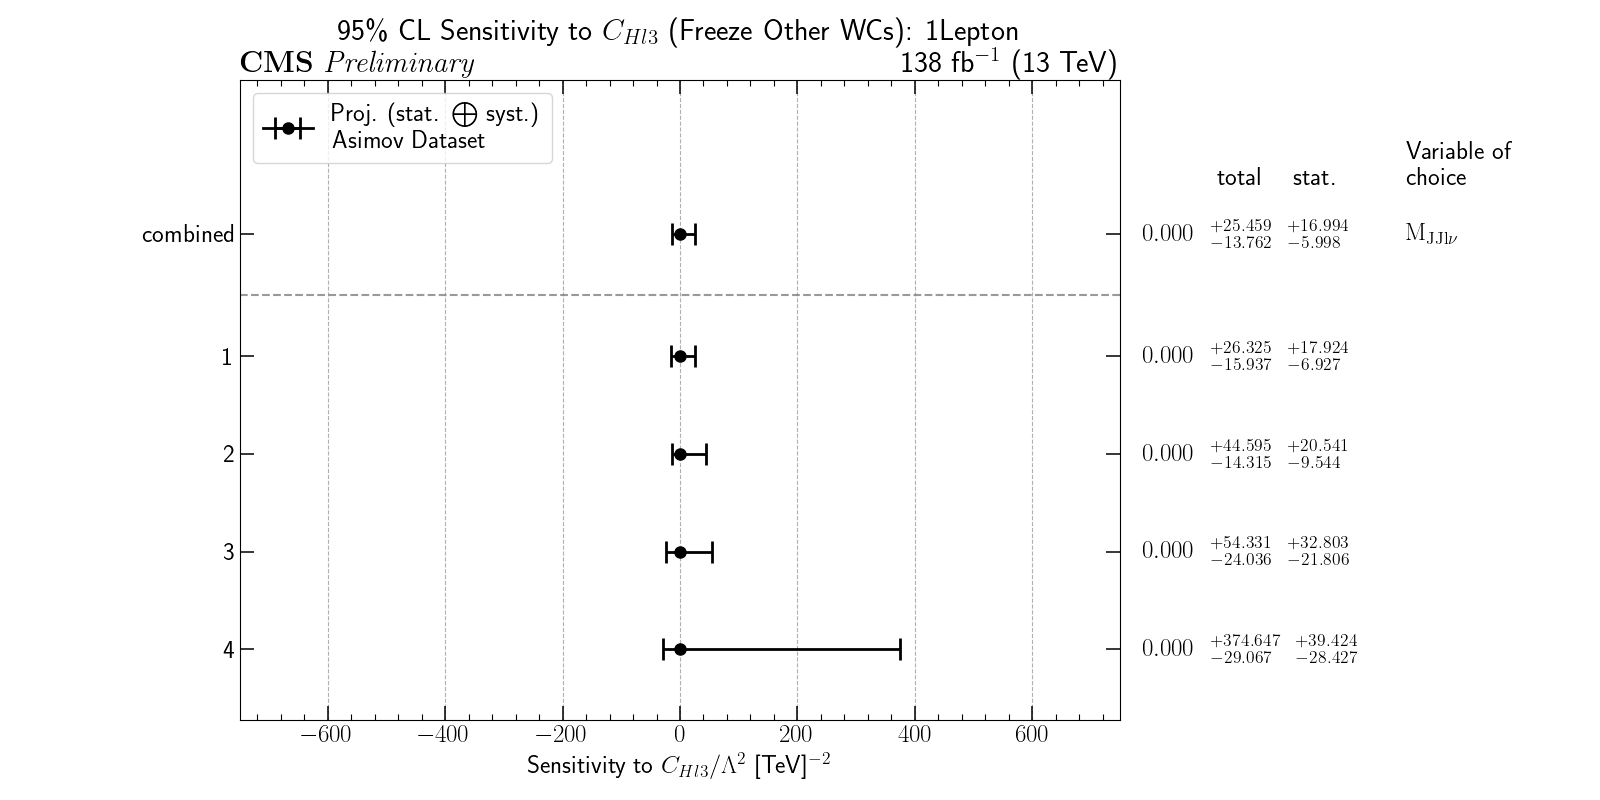 95% CL Sensitivity to C_{Hl3} (Freeze Other WCs): 1Lepton
CMS Preliminary 138 fb^{−1} (13 TeV)
Proj. (stat. ⨁ syst.)
Asimov Dataset
Variable of
total stat. choice
combined 0.000 +25.459 −13.762 +16.994 −5.998 M_{JJlν}
1 0.000 +26.325 −15.937 +17.924 −6.927
2 0.000 +44.595 −14.315 +20.541 −9.544
3 0.000 +54.331 −24.036 +32.803 −21.806
4 0.000 +374.647 −29.067 +39.424 −28.427
−600 −400 −200 0 200 400 600
Sensitivity to C_{Hl3}/Λ^2 [TeV]^{−2}